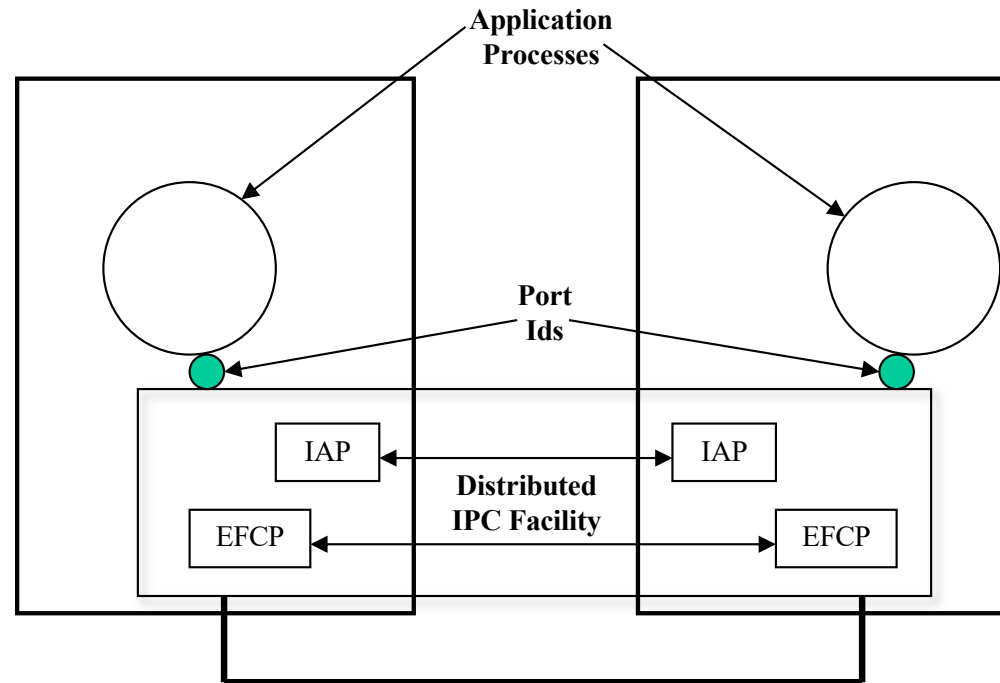 Application
Processes
Port
Ids
IAP
IAP
Distributed
IPC Facility
EFCP
EFCP